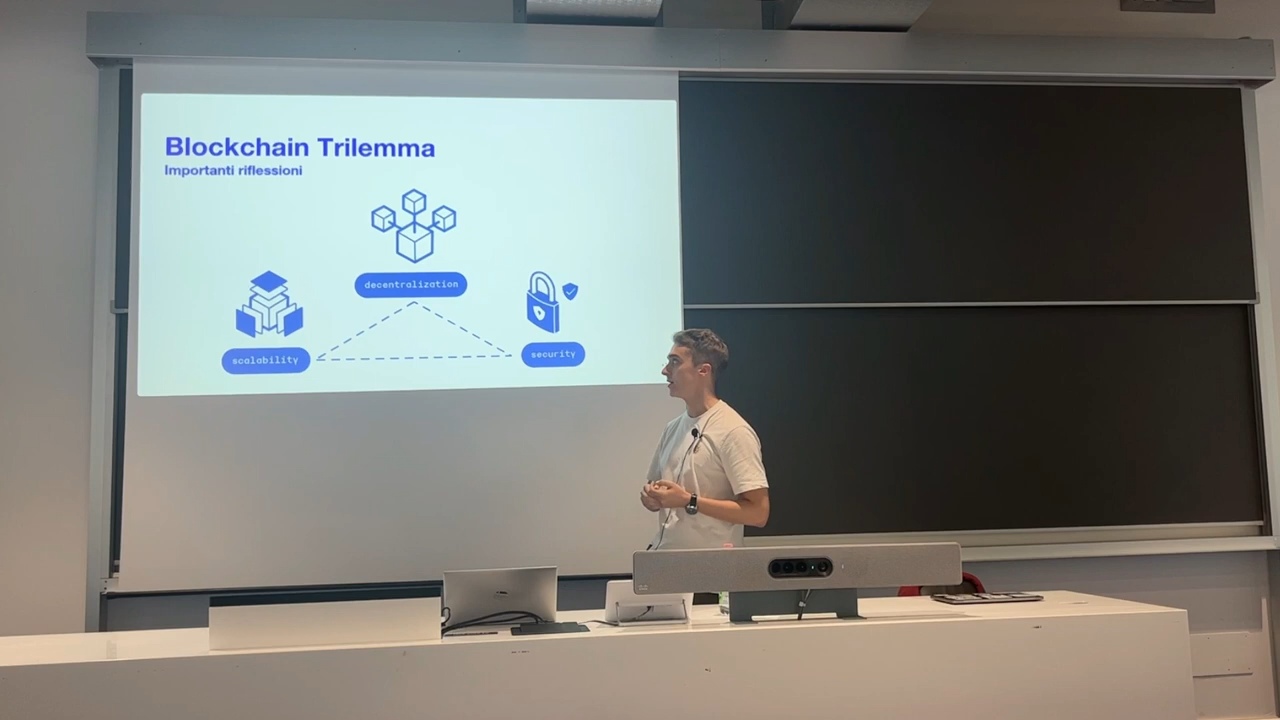 Blockchain Trilemma
Importanti riflessioni
decentralization
scalability
security